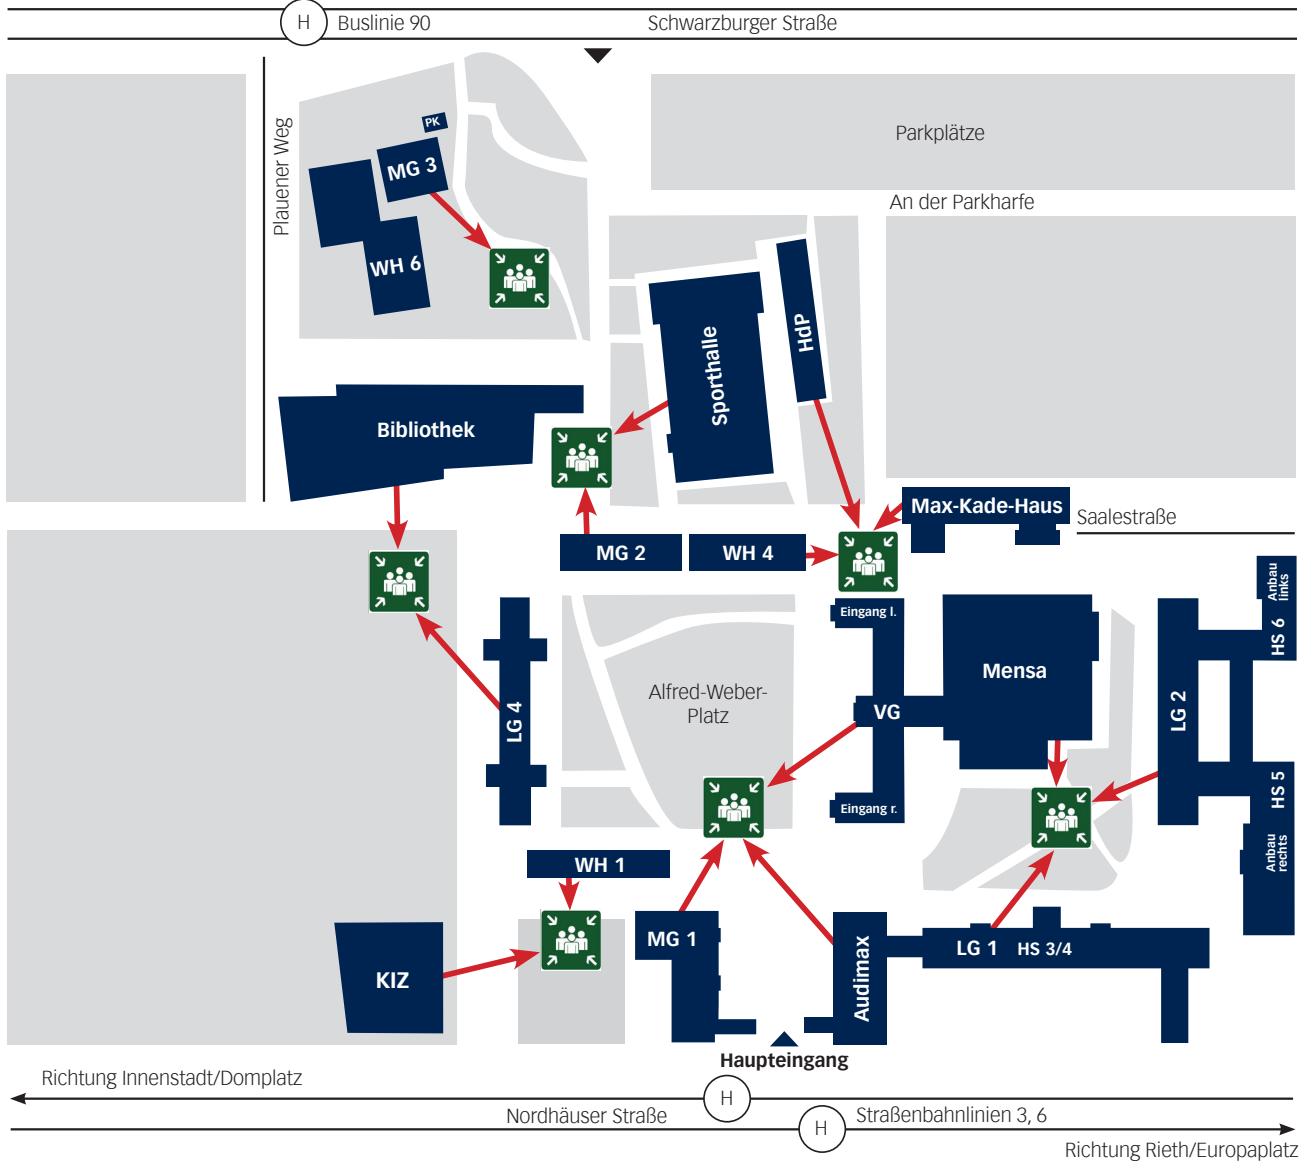 H
Buslinie 90
Schwarzburger Straße
Plauener Weg
PK
MG 3
WH 6
Parkplätze
An der Parkharfe
Sporthalle
HdP
Bibliothek
Max-Kade-Haus
Saalestraße
MG 2
WH 4
Anbau
links
HS 6
Eingang l.
Mensa
Alfred-Weber-
Platz
VG
LG 4
LG 2
HS 5
Eingang r.
Anbau
rechts
WH 1
MG 1
Audimax
LG 1
HS 3/4
KIZ
Haupteingang
Richtung Innenstadt/Domplatz
H
Nordhäuser Straße
H
Straßenbahnlinien 3, 6
Richtung Rieth/Europaplatz